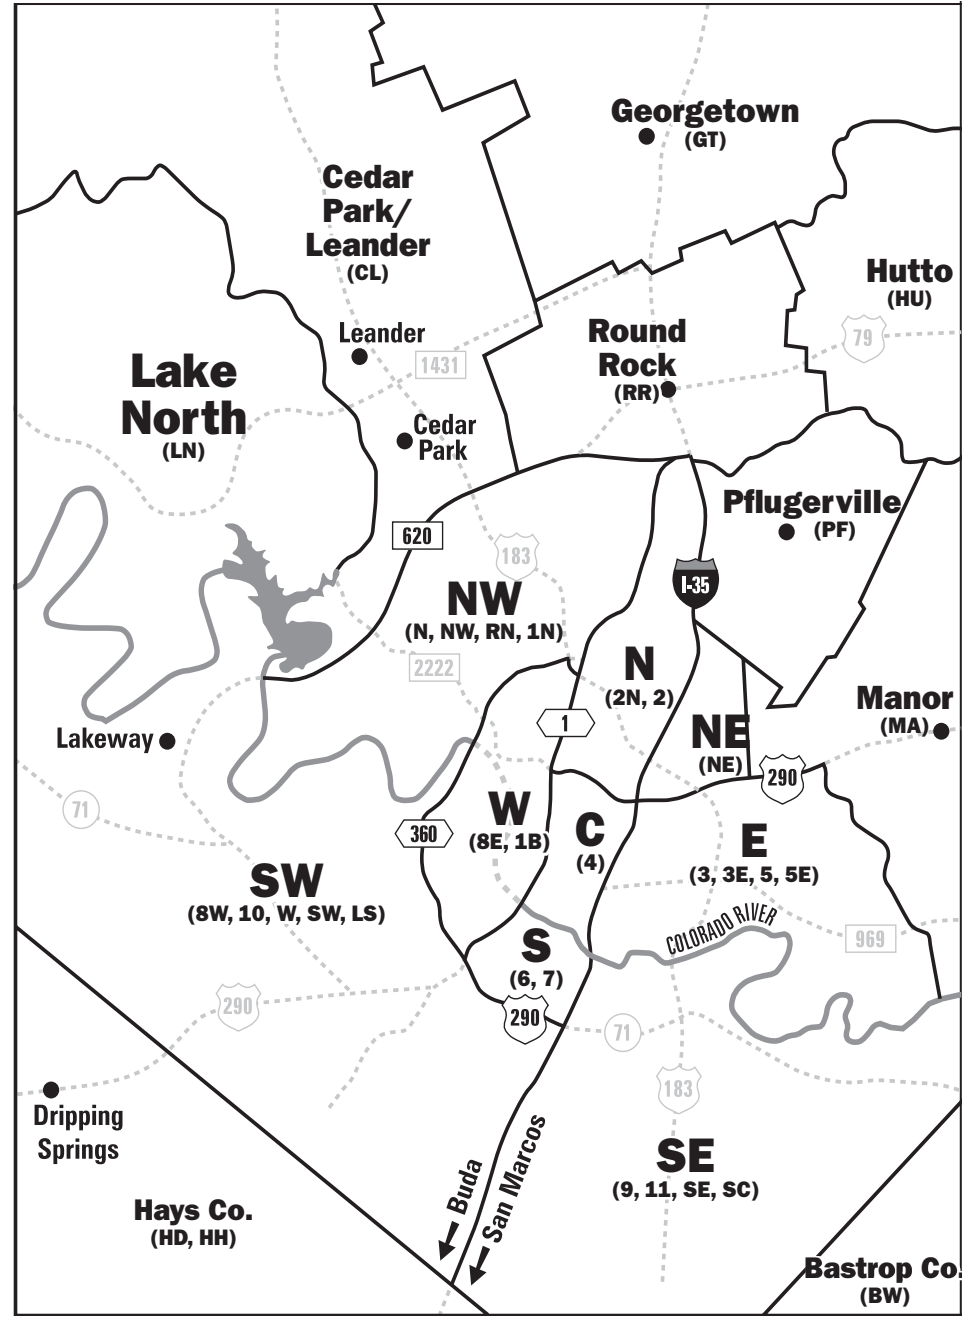 Georgetown
(GT)
Cedar
Park/
Leander
(CL)
Hutto
(HU)
Leander
Round
Rock
(RR)
79
1431
Lake
North
(LN)
Cedar
Park
Pflugerville
(PF)
620
183
I-35
NW
(N, NW, RN, 1N)
2222
N
(2N, 2)
Manor
(MA)
1
NE
(NE)
Lakeway
290
71
360
W
(8E, 1B)
C
(4)
E
(3, 3E, 5, 5E)
SW
(8W, 10, W, SW, LS)
COLORADO RIVER
969
S
(6, 7)
290
290
71
183
Dripping
Springs
Buda
San Marcos
SE
(9, 11, SE, SC)
Hays Co.
(HD, HH)
Bastrop Co.
(BW)